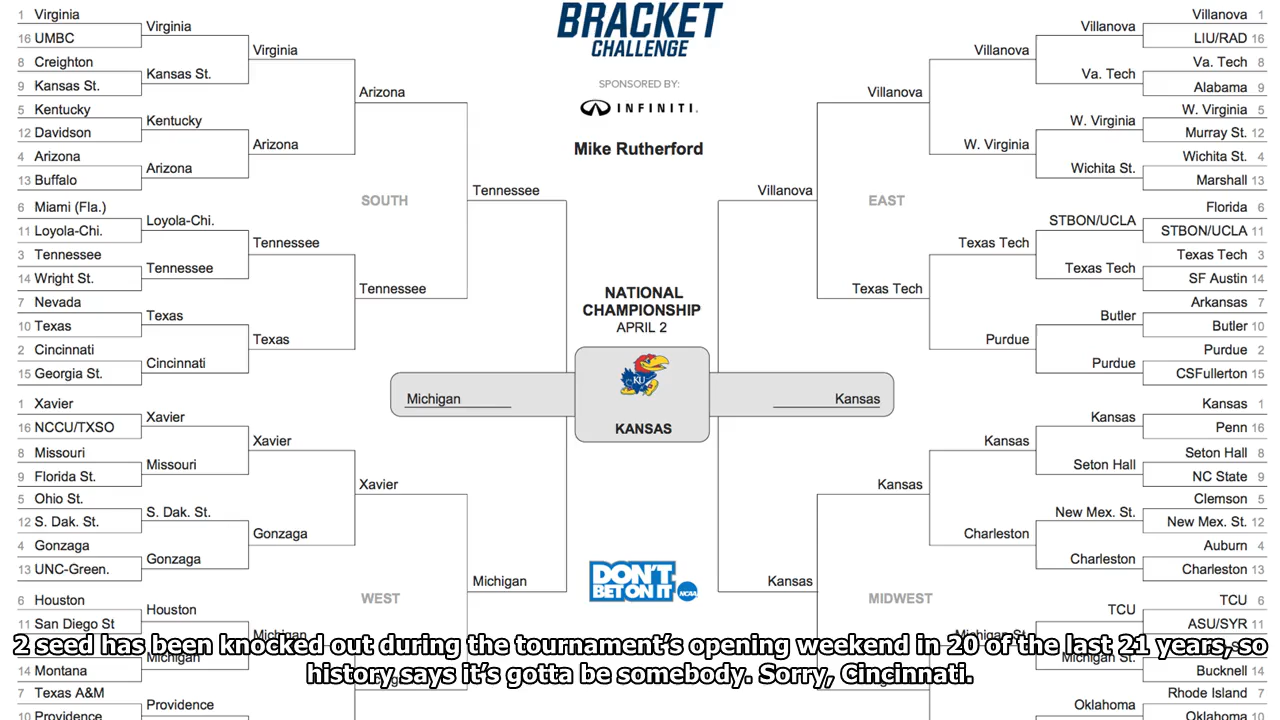 BRACKET
CHALLENGE
SPONSORED BY:
INFINITI.
Mike Rutherford
1 Virginia
16 UMBC
8 Creighton
9 Kansas St.
5 Kentucky
12 Davidson
4 Arizona
13 Buffalo
6 Miami (Fla.)
11 Loyola-Chi.
3 Tennessee
14 Wright St.
7 Nevada
10 Texas
2 Cincinnati
15 Georgia St.
Virginia
Kansas St.
Kentucky
Arizona
Loyola-Chi.
Tennessee
Texas
Cincinnati
Virginia
Arizona
Tennessee
Texas
Arizona
Tennessee
Tennessee
SOUTH
1 Xavier
16 NCCU/TXSO
8 Missouri
9 Florida St.
5 Ohio St.
12 S. Dak. St.
4 Gonzaga
13 UNC-Green.
6 Houston
11 San Diego St
14 Montana
7 Texas A&M
10 Providence
Xavier
Missouri
S. Dak. St.
Gonzaga
Houston
Michigan
Providence
Xavier
Gonzaga
Michigan
Xavier
Michigan
WEST
NATIONAL
CHAMPIONSHIP
APRIL 2
Michigan
KU
KANSAS
Kansas
DON'T
BET ON IT
NCAA
Villanova 1
LIU/RAD 16
Va. Tech 8
Alabama 9
W. Virginia 5
Murray St. 12
Wichita St. 4
Marshall 13
Florida 6
STBON/UCLA 11
Texas Tech 3
SF Austin 14
Arkansas 7
Butler 10
Purdue 2
CSFullerton 15
Villanova
Va. Tech
W. Virginia
Wichita St.
STBON/UCLA
Texas Tech
Butler
Purdue
Villanova
W. Virginia
Texas Tech
Purdue
Villanova
Texas Tech
Villanova
EAST
Kansas 1
Penn 16
Seton Hall 8
NC State 9
Clemson 5
New Mex. St. 12
Auburn 4
Charleston 13
TCU 6
ASU/SYR 11
Bucknell 14
Rhode Island 7
Oklahoma 10
Kansas
Seton Hall
New Mex. St.
Charleston
TCU
Michigan St.
Oklahoma
Kansas
Charleston
Michigan St.
Kansas
Kansas
MIDWEST
2 seed has been knocked out during the tournament’s opening weekend in 20 of the last 21 years, so
history says it’s gotta be somebody. Sorry, Cincinnati.